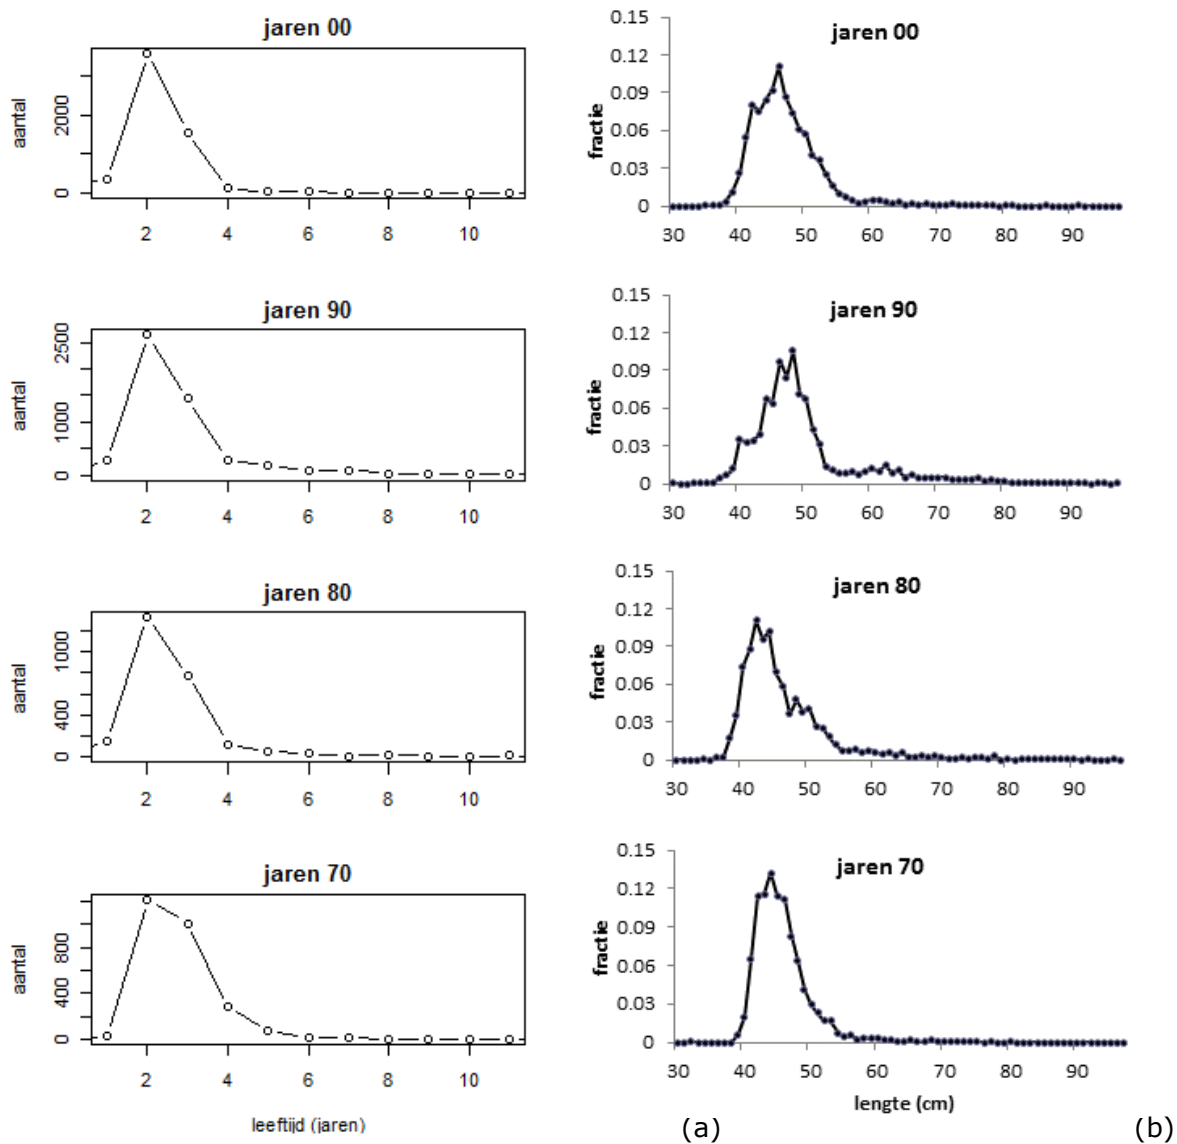 jaren 00
aantal
2000
0
2 4 6 8 10
jaren 00
fractie
0.15
0.12
0.09
0.06
0.03
0
30 40 50 60 70 80 90
jaren 90
aantal
2500
1000
0
2 4 6 8 10
jaren 90
fractie
0.15
0.12
0.09
0.06
0.03
0
30 40 50 60 70 80 90
jaren 80
aantal
1000
400
0
2 4 6 8 10
jaren 80
fractie
0.15
0.12
0.09
0.06
0.03
0
30 40 50 60 70 80 90
jaren 70
aantal
800
400
0
2 4 6 8 10
leeftijd (jaren)
(a)
jaren 70
fractie
0.15
0.12
0.09
0.06
0.03
0
30 40 50 60 70 80 90
lengte (cm)
(b)